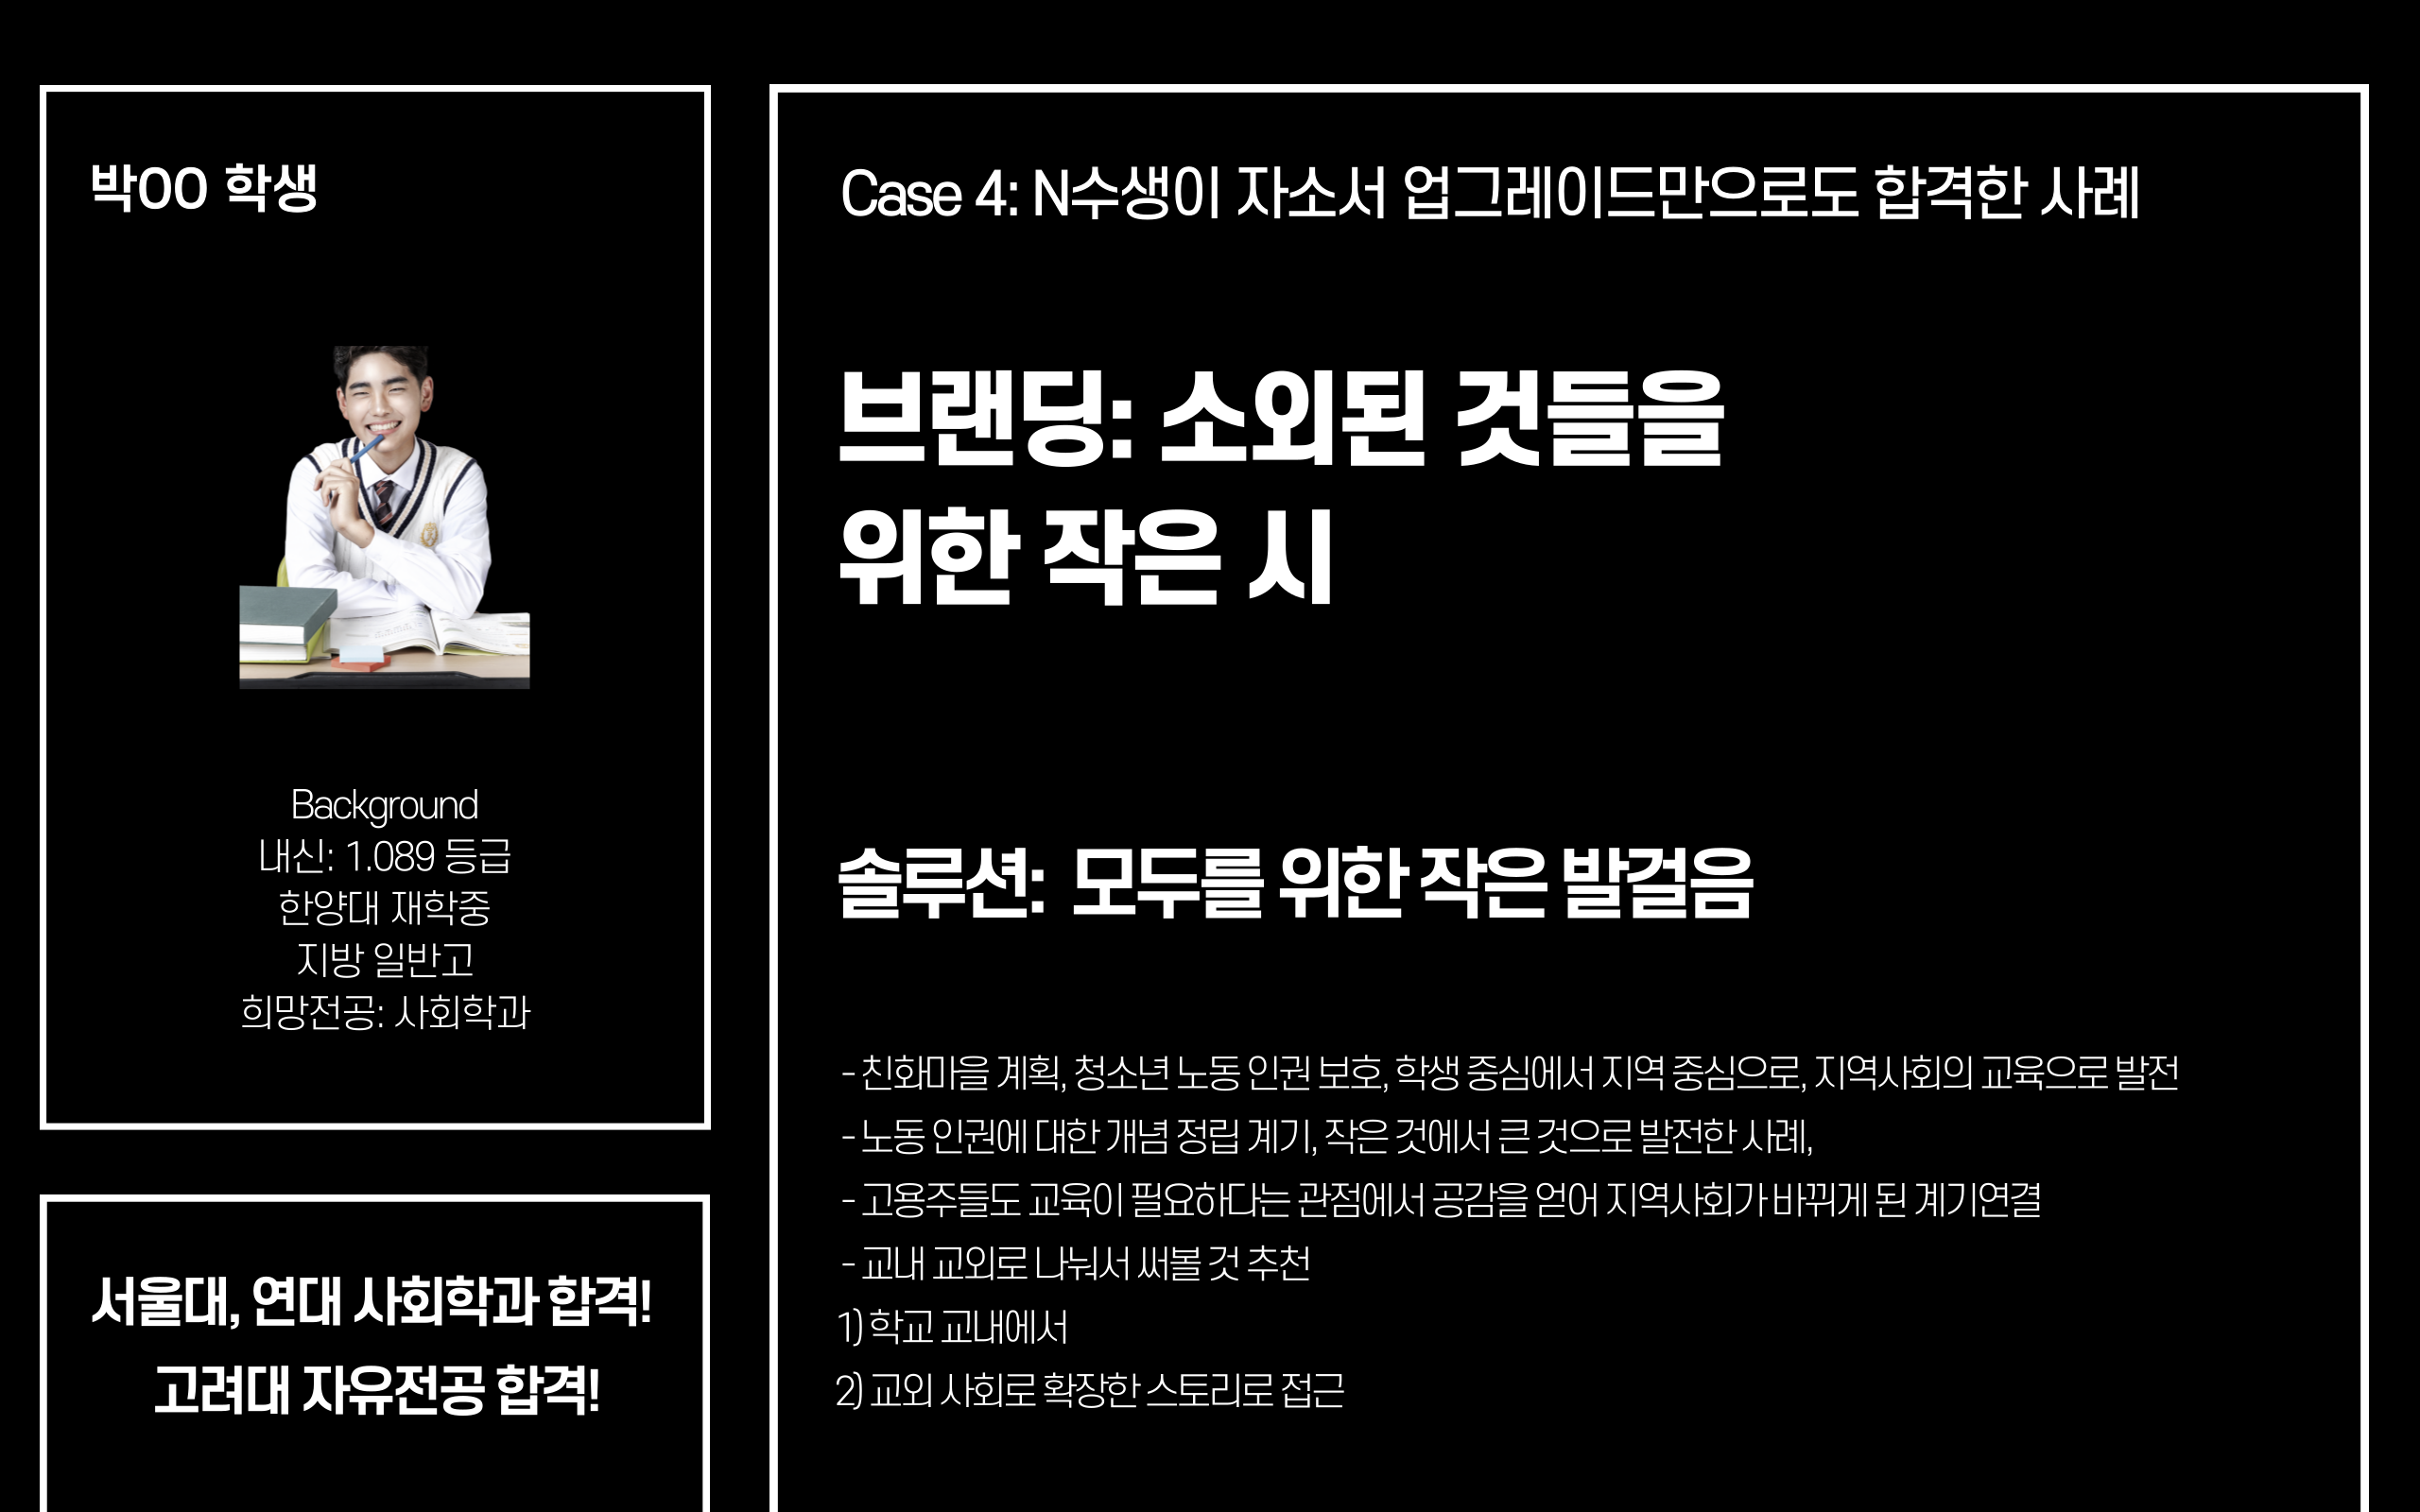 박OO 학생
Background
내신: 1.089 등급
한양대 재학중
지방 일반고
희망전공: 사회학과
서울대, 연대 사회학과 합격!
고려대 자유전공 합격!
Case 4: N수생이 자소서 업그레이드만으로도 합격한 사례
브랜딩: 소외된 것들을
위한 작은 시
솔루션: 모두를 위한 작은 발걸음
- 친화마을 계획, 청소년 노동 인권 보호, 학생 중심에서 지역 중심으로, 지역사회의 교육으로 발전
- 노동 인권에 대한 개념 정립 계기, 작은 것에서 큰 것으로 발전한 사례,
- 고용주들도 교육이 필요하다는 관점에서 공감을 얻어 지역사회가 바뀌게 된 계기연결
- 교내 교외로 나눠서 써볼 것 추천
1) 학교 교내에서
2) 교외 사회로 확장한 스토리로 접근